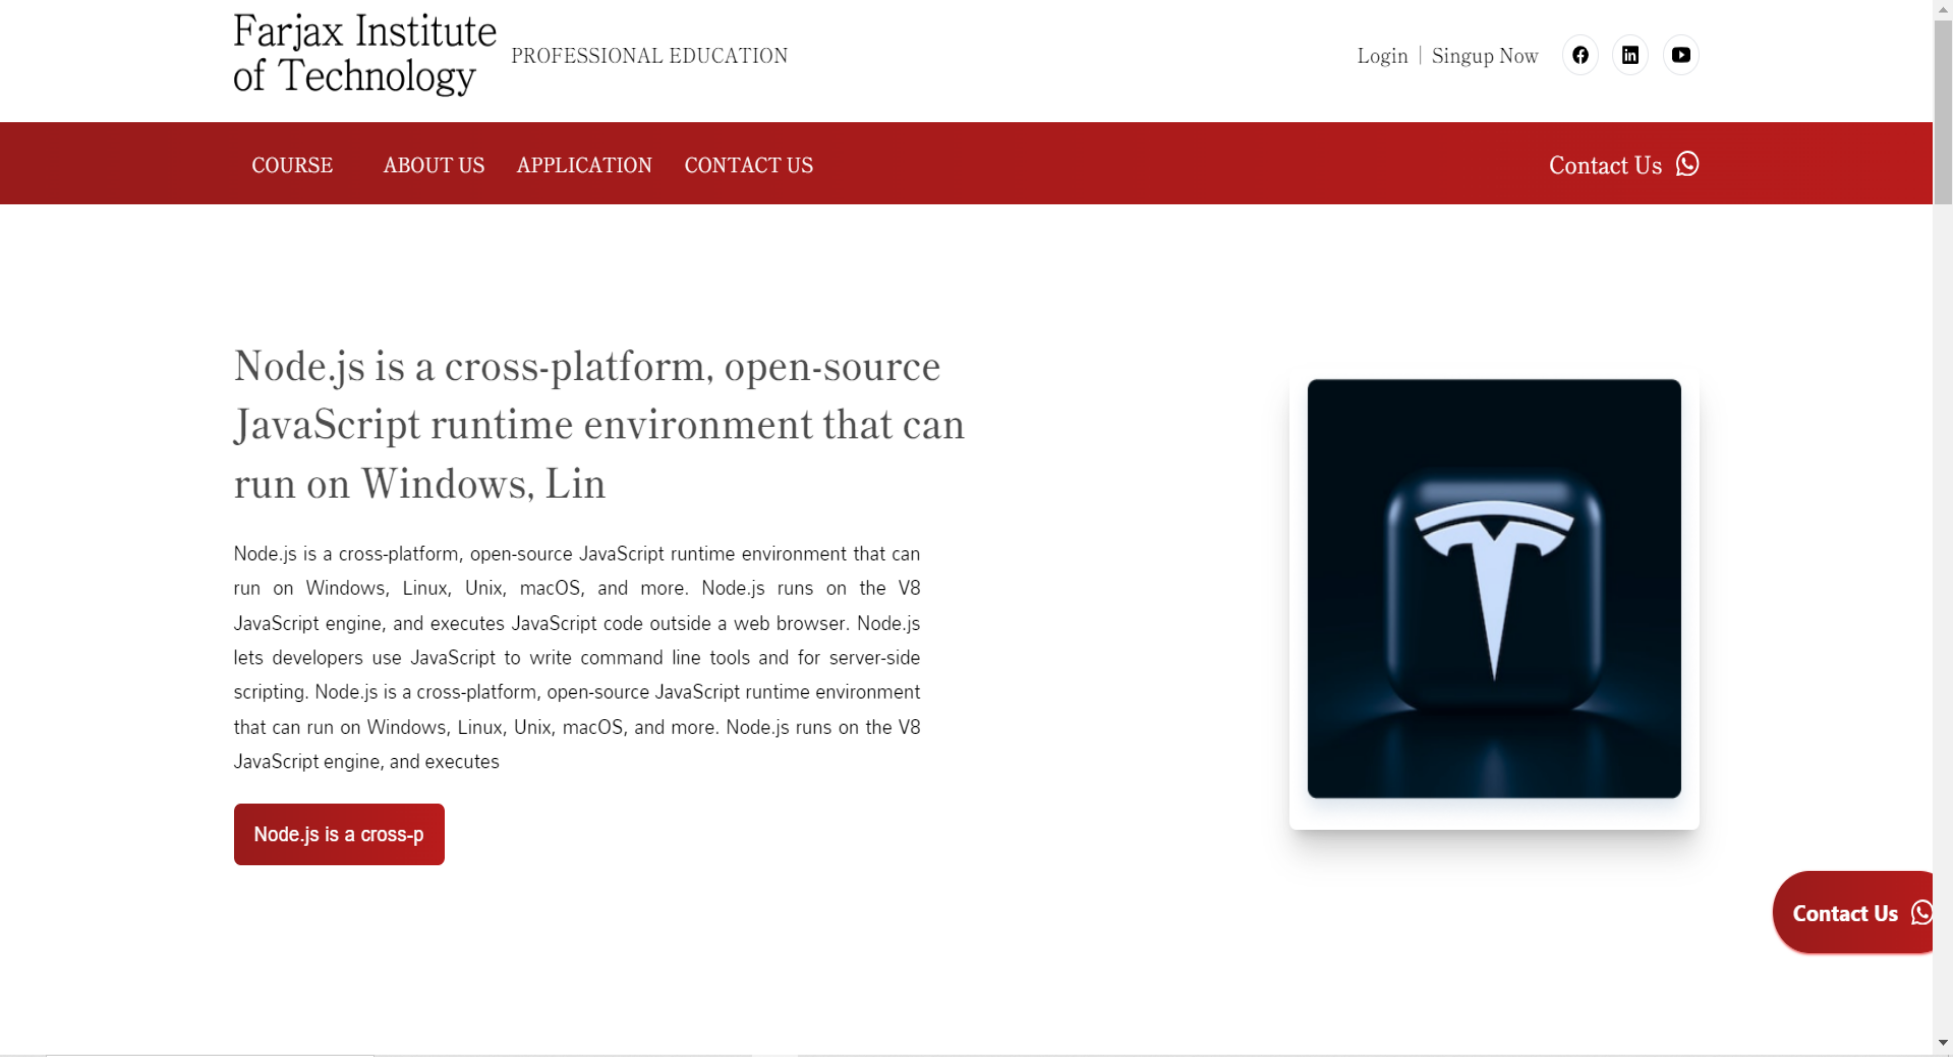 Farjax Institute
of Technology
PROFESSIONAL EDUCATION
Login | Singup Now
COURSE
ABOUT US
APPLICATION
CONTACT US
Contact Us
Node.js is a cross-platform, open-source
JavaScript runtime environment that can
run on Windows, Lin
Node.js is a cross-platform, open-source JavaScript runtime environment that can
run on Windows, Linux, Unix, macOS, and more. Node.js runs on the V8
JavaScript engine, and executes JavaScript code outside a web browser. Node.js
lets developers use JavaScript to write command line tools and for server-side
scripting. Node.js is a cross-platform, open-source JavaScript runtime environment
that can run on Windows, Linux, Unix, macOS, and more. Node.js runs on the V8
JavaScript engine, and executes
Node.js is a cross-p
Contact Us